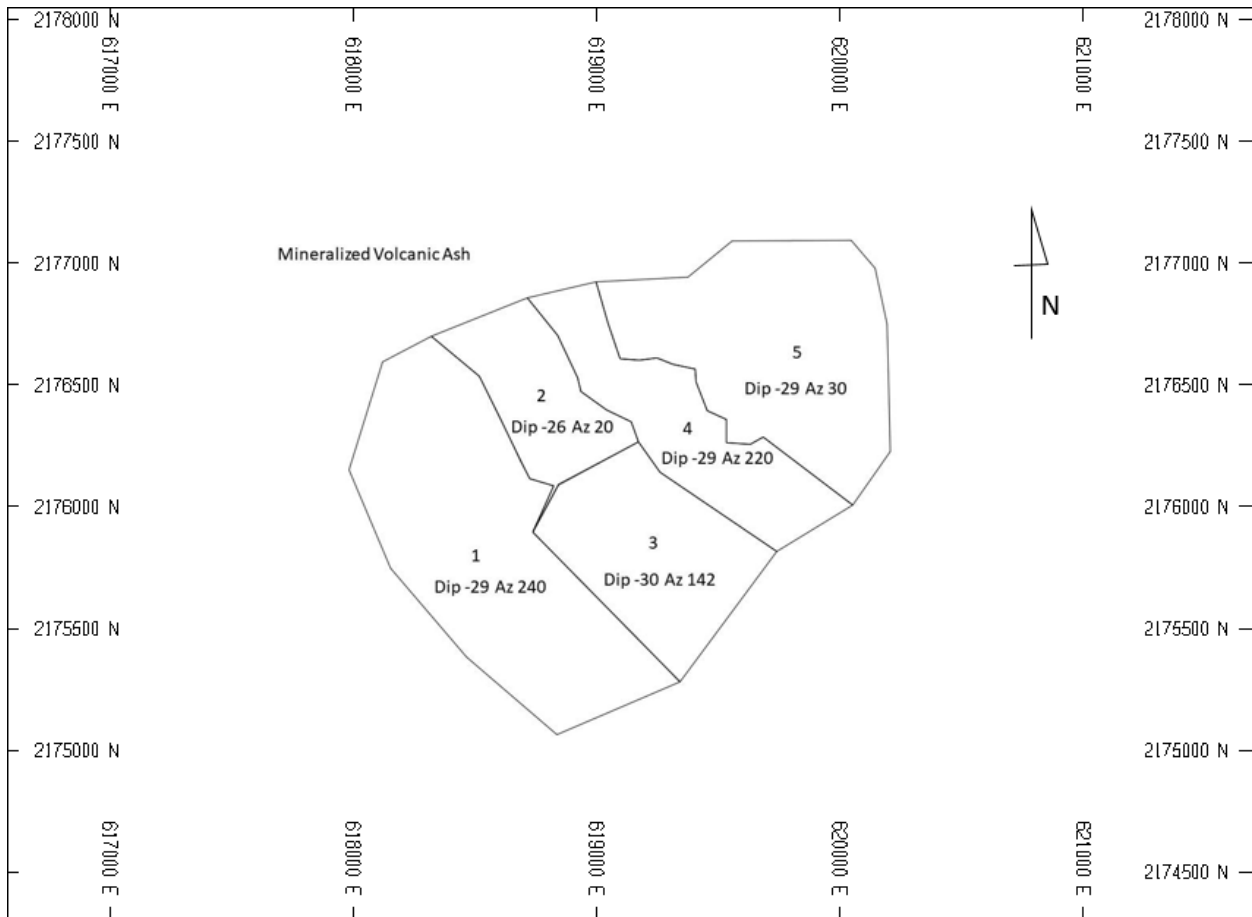 617000 E
618000 E
619000 E
620000 E
621000 E
2178000 N
2178000 N
2177500 N
2177500 N
Mineralized Volcanic Ash
2177000 N
2177000 N
N
5
Dip -29 Az 30
2176500 N
2176500 N
2
Dip -26 Az 20
4
Dip -29 Az 220
2176000 N
2176000 N
1
Dip -29 Az 240
3
Dip -30 Az 142
2175500 N
2175500 N
2175000 N
2175000 N
2174500 N
617000 E
618000 E
619000 E
620000 E
621000 E